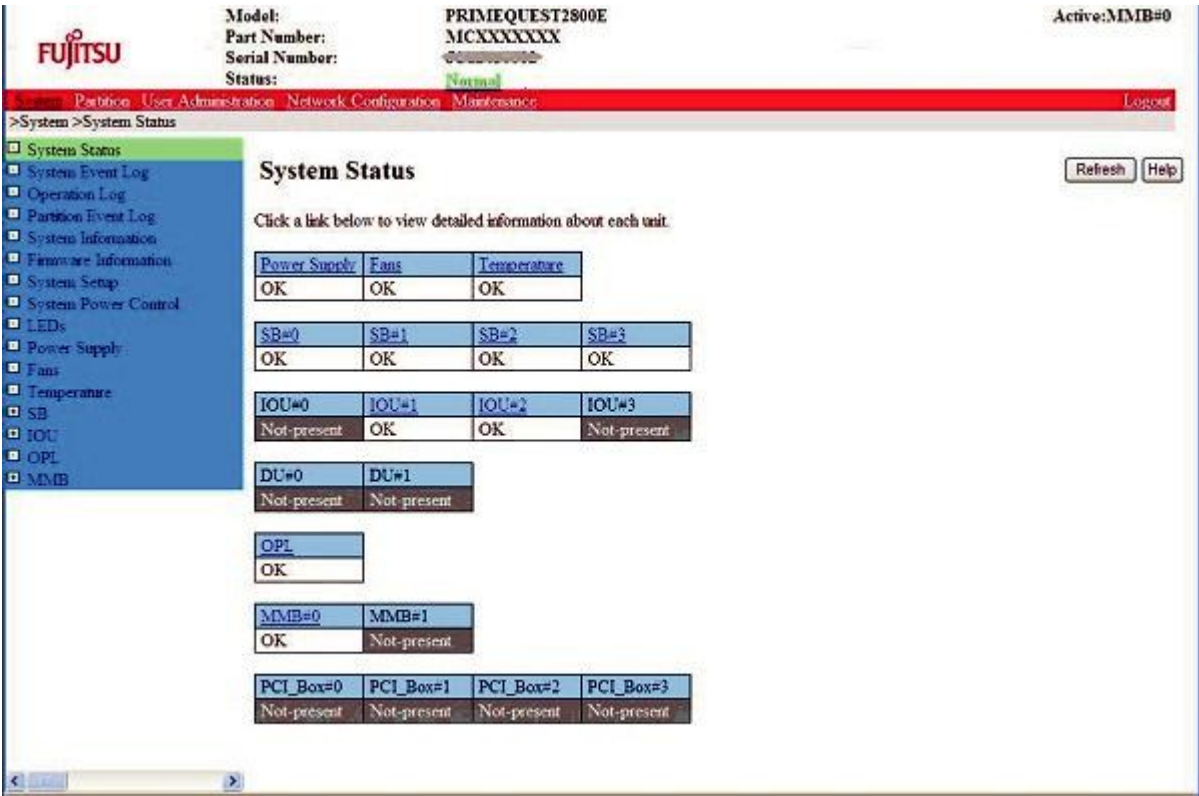 FUJITSU
Model: PRIMEQUEST2800E Active:MMB#0
Part Number: MCXXXXXXX
Serial Number:
Status: Normal
System Partition User Administration Network Configuration Maintenance Logout
>System >System Status
System Status
System Event Log
Operation Log
Partition Event Log
System Information
Firmware Information
System Setup
System Power Control
LEDs
Power Supply
Fans
Temperature
SB
IOU
OPL
MMB
System Status
Refresh Help
Click a link below to view detailed information about each unit.
Power Supply Fans Temperature
OK OK OK
SB#0 SB#1 SB#2 SB#3
OK OK OK OK
IOU#0 IOU#1 IOU#2 IOU#3
Not-present OK OK Not-present
DU#0 DU#1
Not-present Not-present
OPL
OK
MMB#0 MMB#1
OK Not-present
PCI_Box#0 PCI_Box#1 PCI_Box#2 PCI_Box#3
Not-present Not-present Not-present Not-present